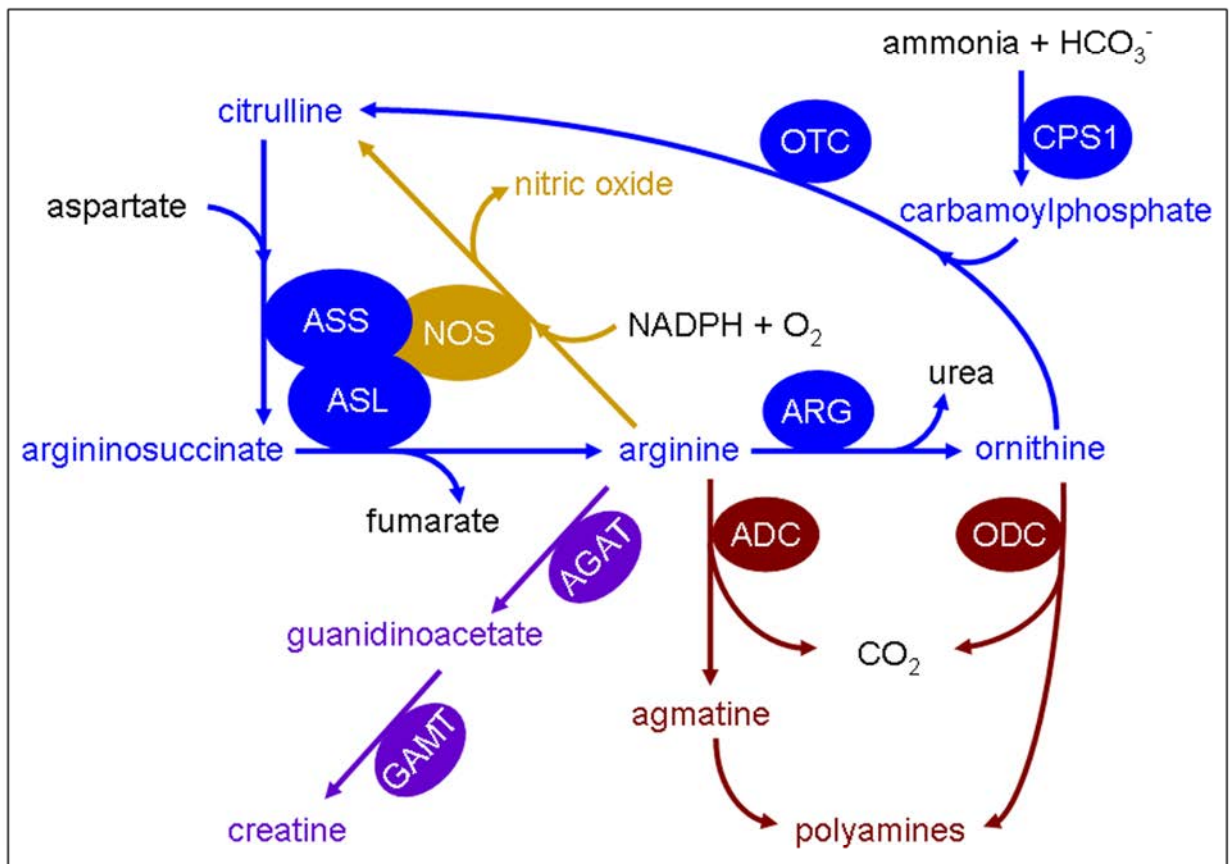 ammonia + HCO₃⁻
citrulline
OTC
CPS1
nitric oxide
aspartate
carbamoylphosphate
ASS
NOS
NADPH + O₂
urea
ASL
ARG
argininosuccinate
arginine
ornithine
fumarate
AGAT
ADC
ODC
guanidinoacetate
CO₂
agmatine
GAMT
creatine
polyamines